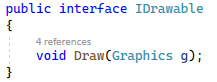 public interface IDrawable
{
4 references
void Draw(Graphics g);
}